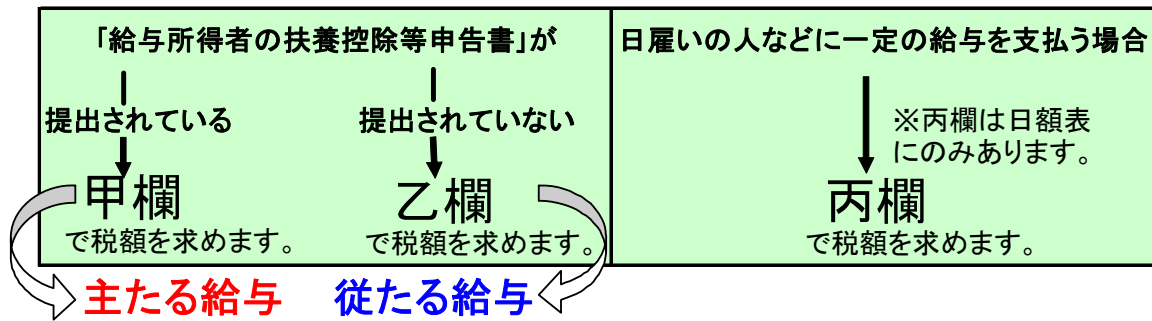 「給与所得者の扶養控除等申告書」が
提出されている
提出されていない
甲欄
で税額を求めます。
乙欄
で税額を求めます。
主たる給与
従たる給与
日雇いの人などに一定の給与を支払う場合
※丙欄は日額表
にのみあります。
丙欄
で税額を求めます。